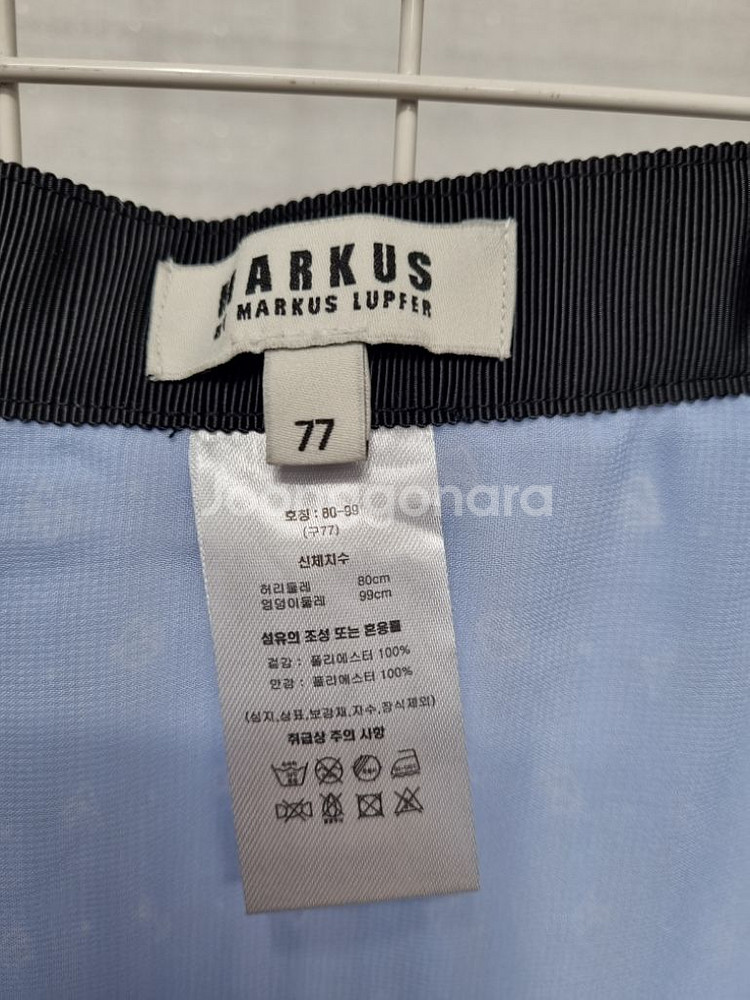 MARKUS
BY MARKUS LUPFER
77
Joonggonara
호칭 : 80-99
(구77)
신체치수
허리둘레 80cm
엉덩이둘레 99cm
섬유의 조성 또는 혼용률
겉감 : 폴리에스터 100%
안감 : 폴리에스터 100%
(심지,상표,보강재,자수,장식제외)
취급상 주의 사항